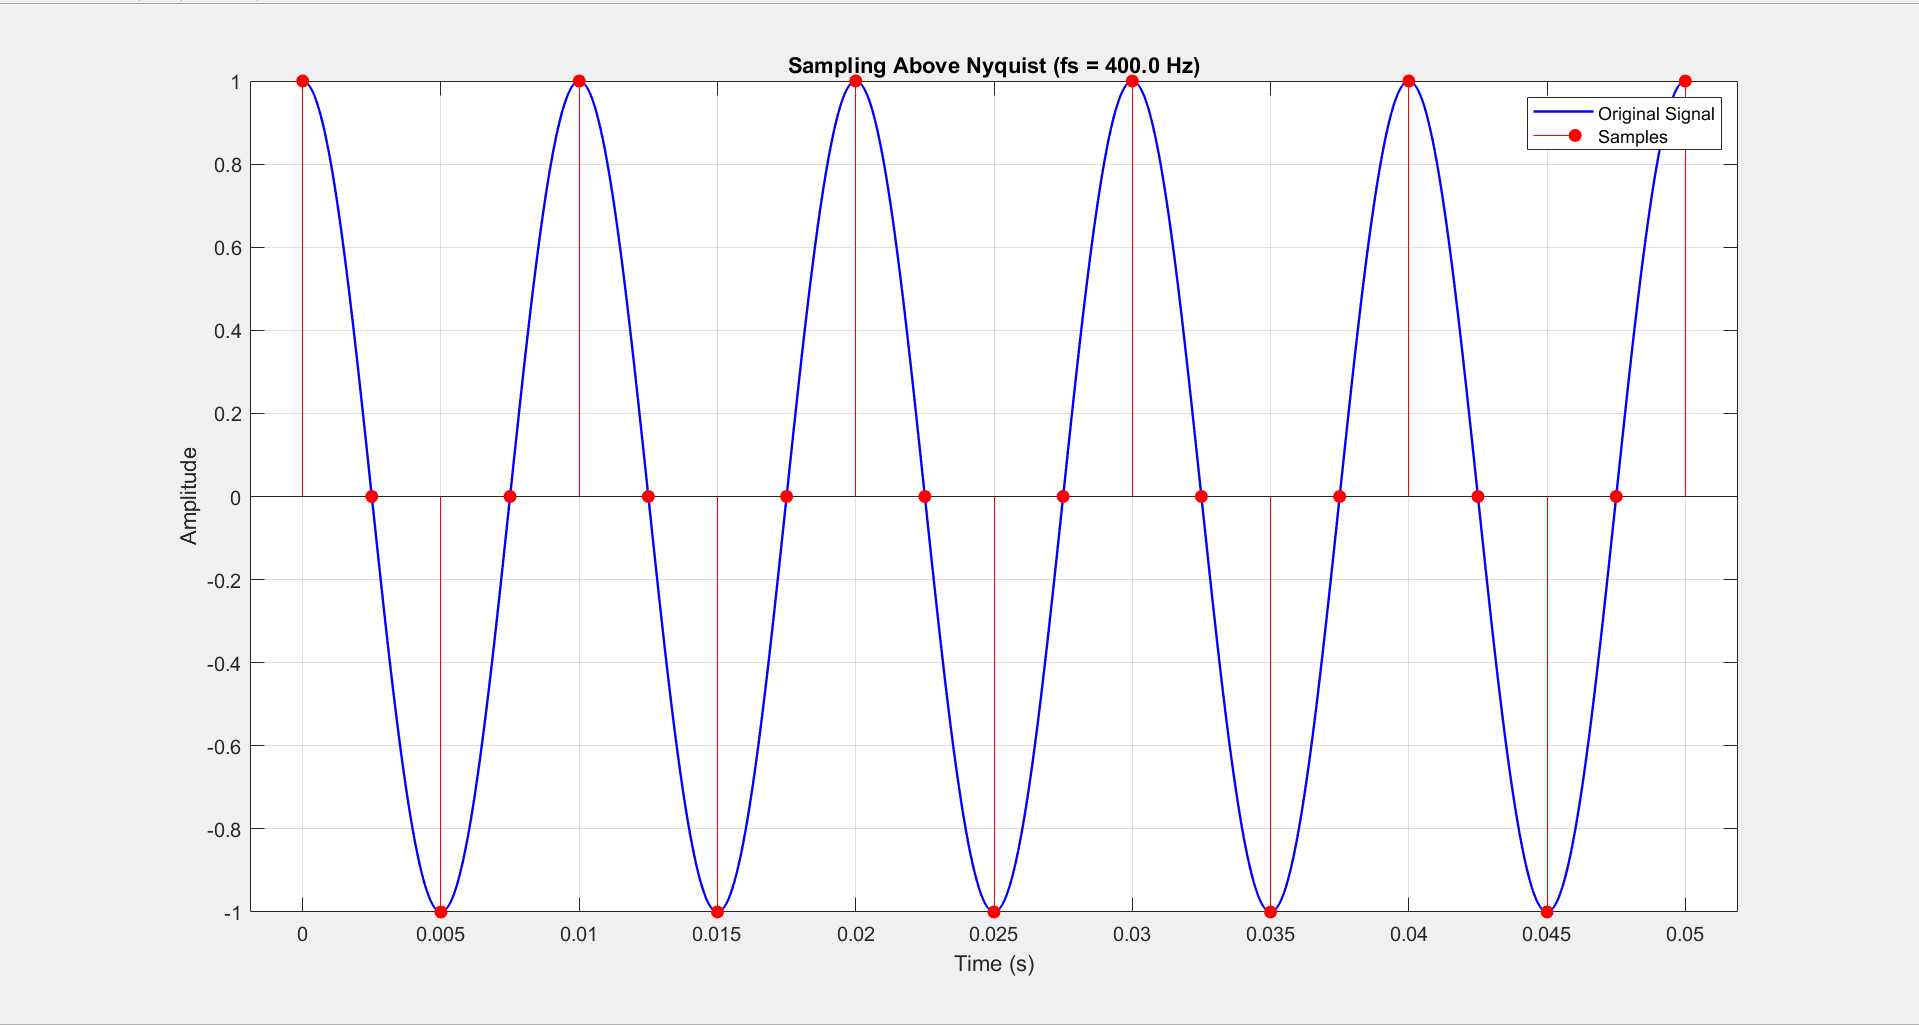 Sampling Above Nyquist (fs = 400.0 Hz)
Original Signal
Samples
1
0.8
0.6
0.4
0.2
0
-0.2
-0.4
-0.6
-0.8
-1
Amplitude
0 0.005 0.01 0.015 0.02 0.025 0.03 0.035 0.04 0.045 0.05
Time (s)